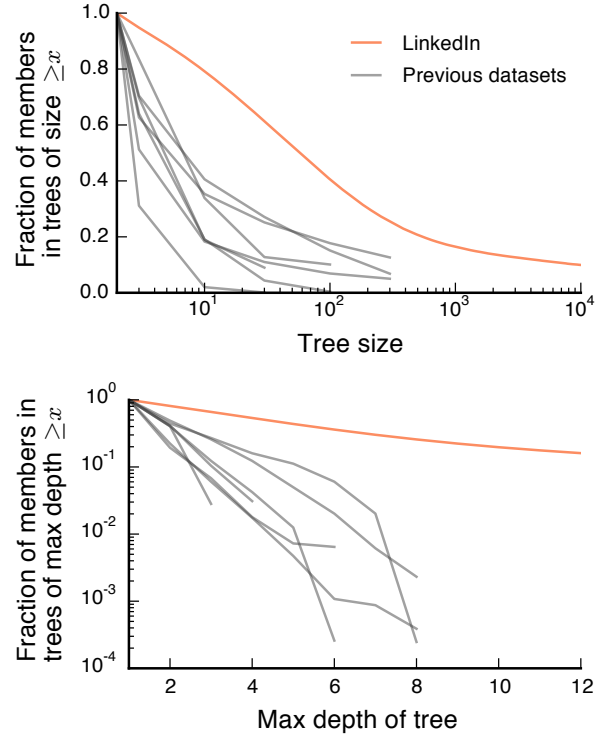 Fraction of members
in trees of size ≥x
1.0
0.8
0.6
0.4
0.2
0.0
LinkedIn
Previous datasets
10¹ 10² 10³ 10⁴
Tree size
Fraction of members in
trees of max depth ≥x
10⁰
10⁻¹
10⁻²
10⁻³
10⁻⁴
2 4 6 8 10 12
Max depth of tree